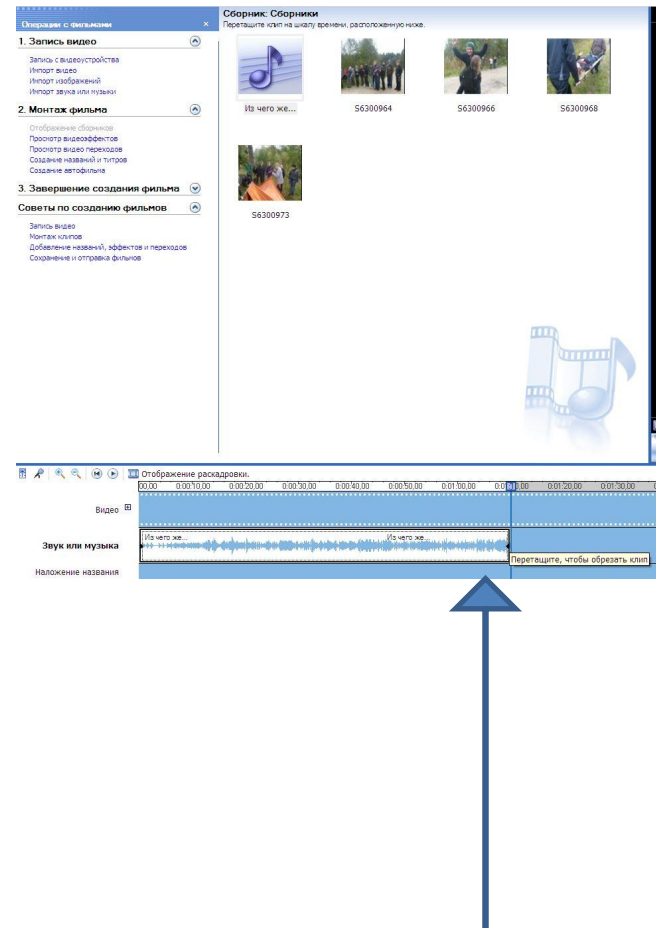 Операции с фильмами ×
1. Запись видео
Запись с видеоустройства
Импорт видео
Импорт изображений
Импорт звука или музыки
2. Монтаж фильма
Отображение сборников
Просмотр видеоэффектов
Просмотр видео переходов
Создание названий и титров
Создание автофильма
3. Завершение создания фильма
Советы по созданию фильмов
Запись видео
Монтаж клипов
Добавление названий, эффектов и переходов
Сохранение и отправка фильмов
Сборник: Сборники
Перетащите клип на шкалу времени, расположенную ниже.
Из чего же...
S6300964
S6300966
S6300968
S6300973
Отображение раскадровки.
00,00 0:00:10,00 0:00:20,00 0:00:30,00 0:00:40,00 0:00:50,00 0:01:00,00 0:01:20,00 0:01:30,00
Видео
Звук или музыка
Из чего же... Из чего же...
Перетащите, чтобы обрезать клип
Наложение названия